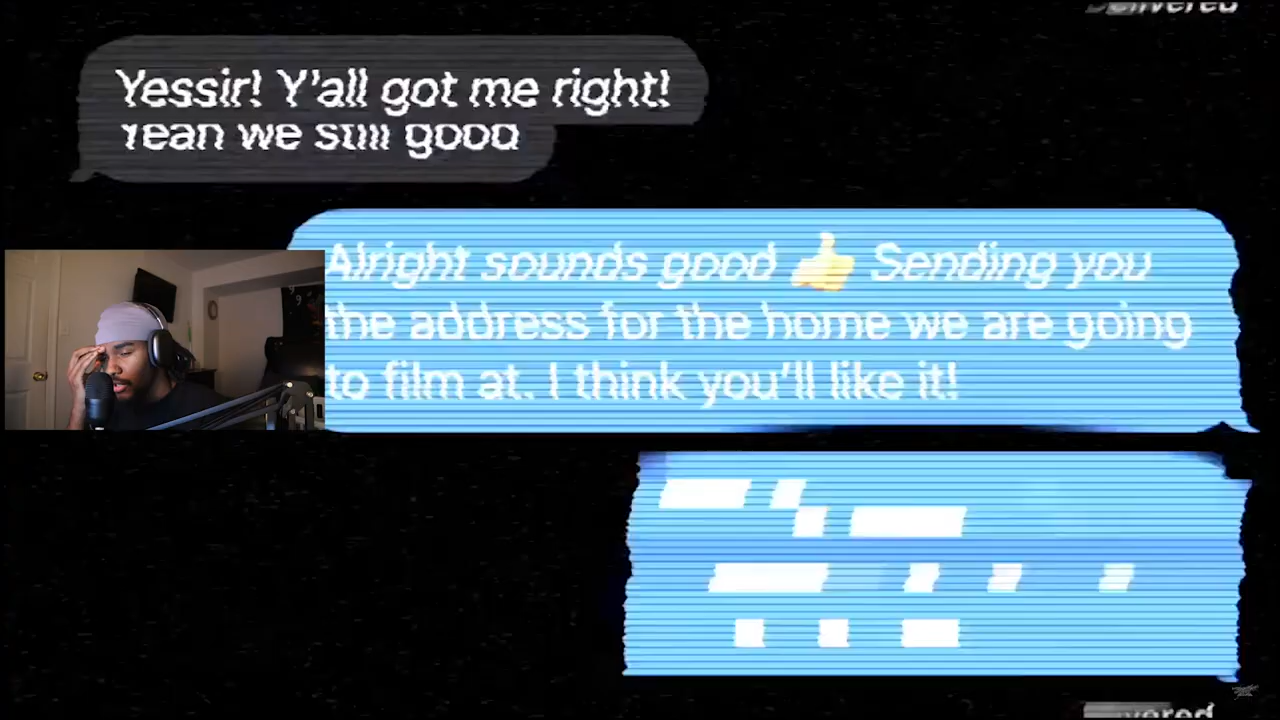 Delivered
Yessir! Y'all got me right!
Yeah we still good
Alright sounds good 👍 Sending you
the address for the home we are going
to film at. I think you'll like it!